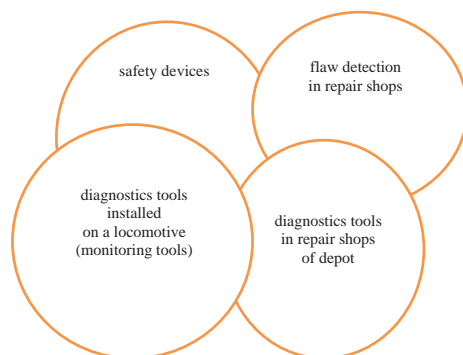 safety devices
flaw detection
in repair shops
diagnostics tools
installed
on a locomotive
(monitoring tools)
diagnostics tools
in repair shops
of depot